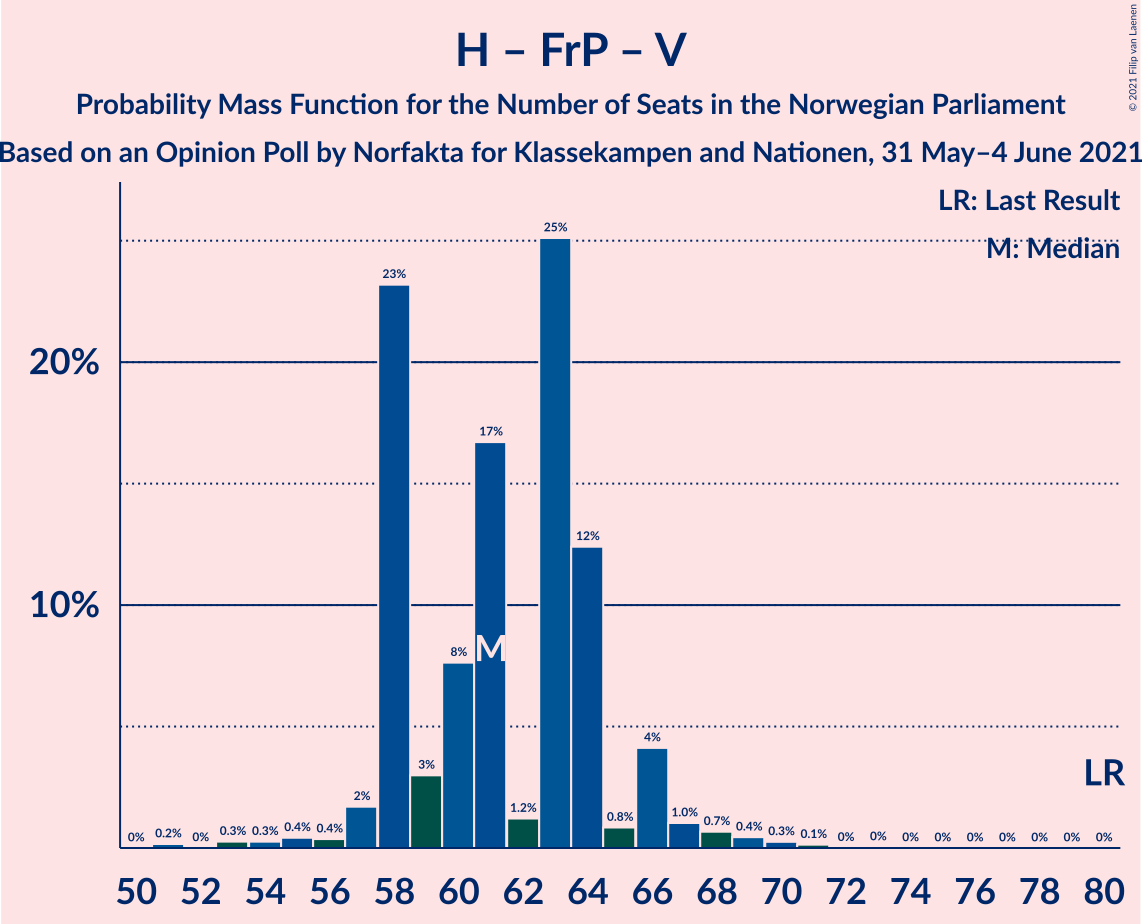 H – FrP – V
Probability Mass Function for the Number of Seats in the Norwegian Parliament
Based on an Opinion Poll by Norfakta for Klassekampen and Nationen, 31 May–4 June 2021
© 2021 Filip van Laenen
LR: Last Result
M: Median
20%
10%
0% 0.2% 0% 0.3% 0.3% 0.4% 0.4% 2% 23% 3% 8% 17% 1.2% 25% 12% 0.8% 4% 1.0% 0.7% 0.4% 0.3% 0.1% 0% 0% 0% 0% 0% 0% 0% 0% 0%
M
LR
50 52 54 56 58 60 62 64 66 68 70 72 74 76 78 80